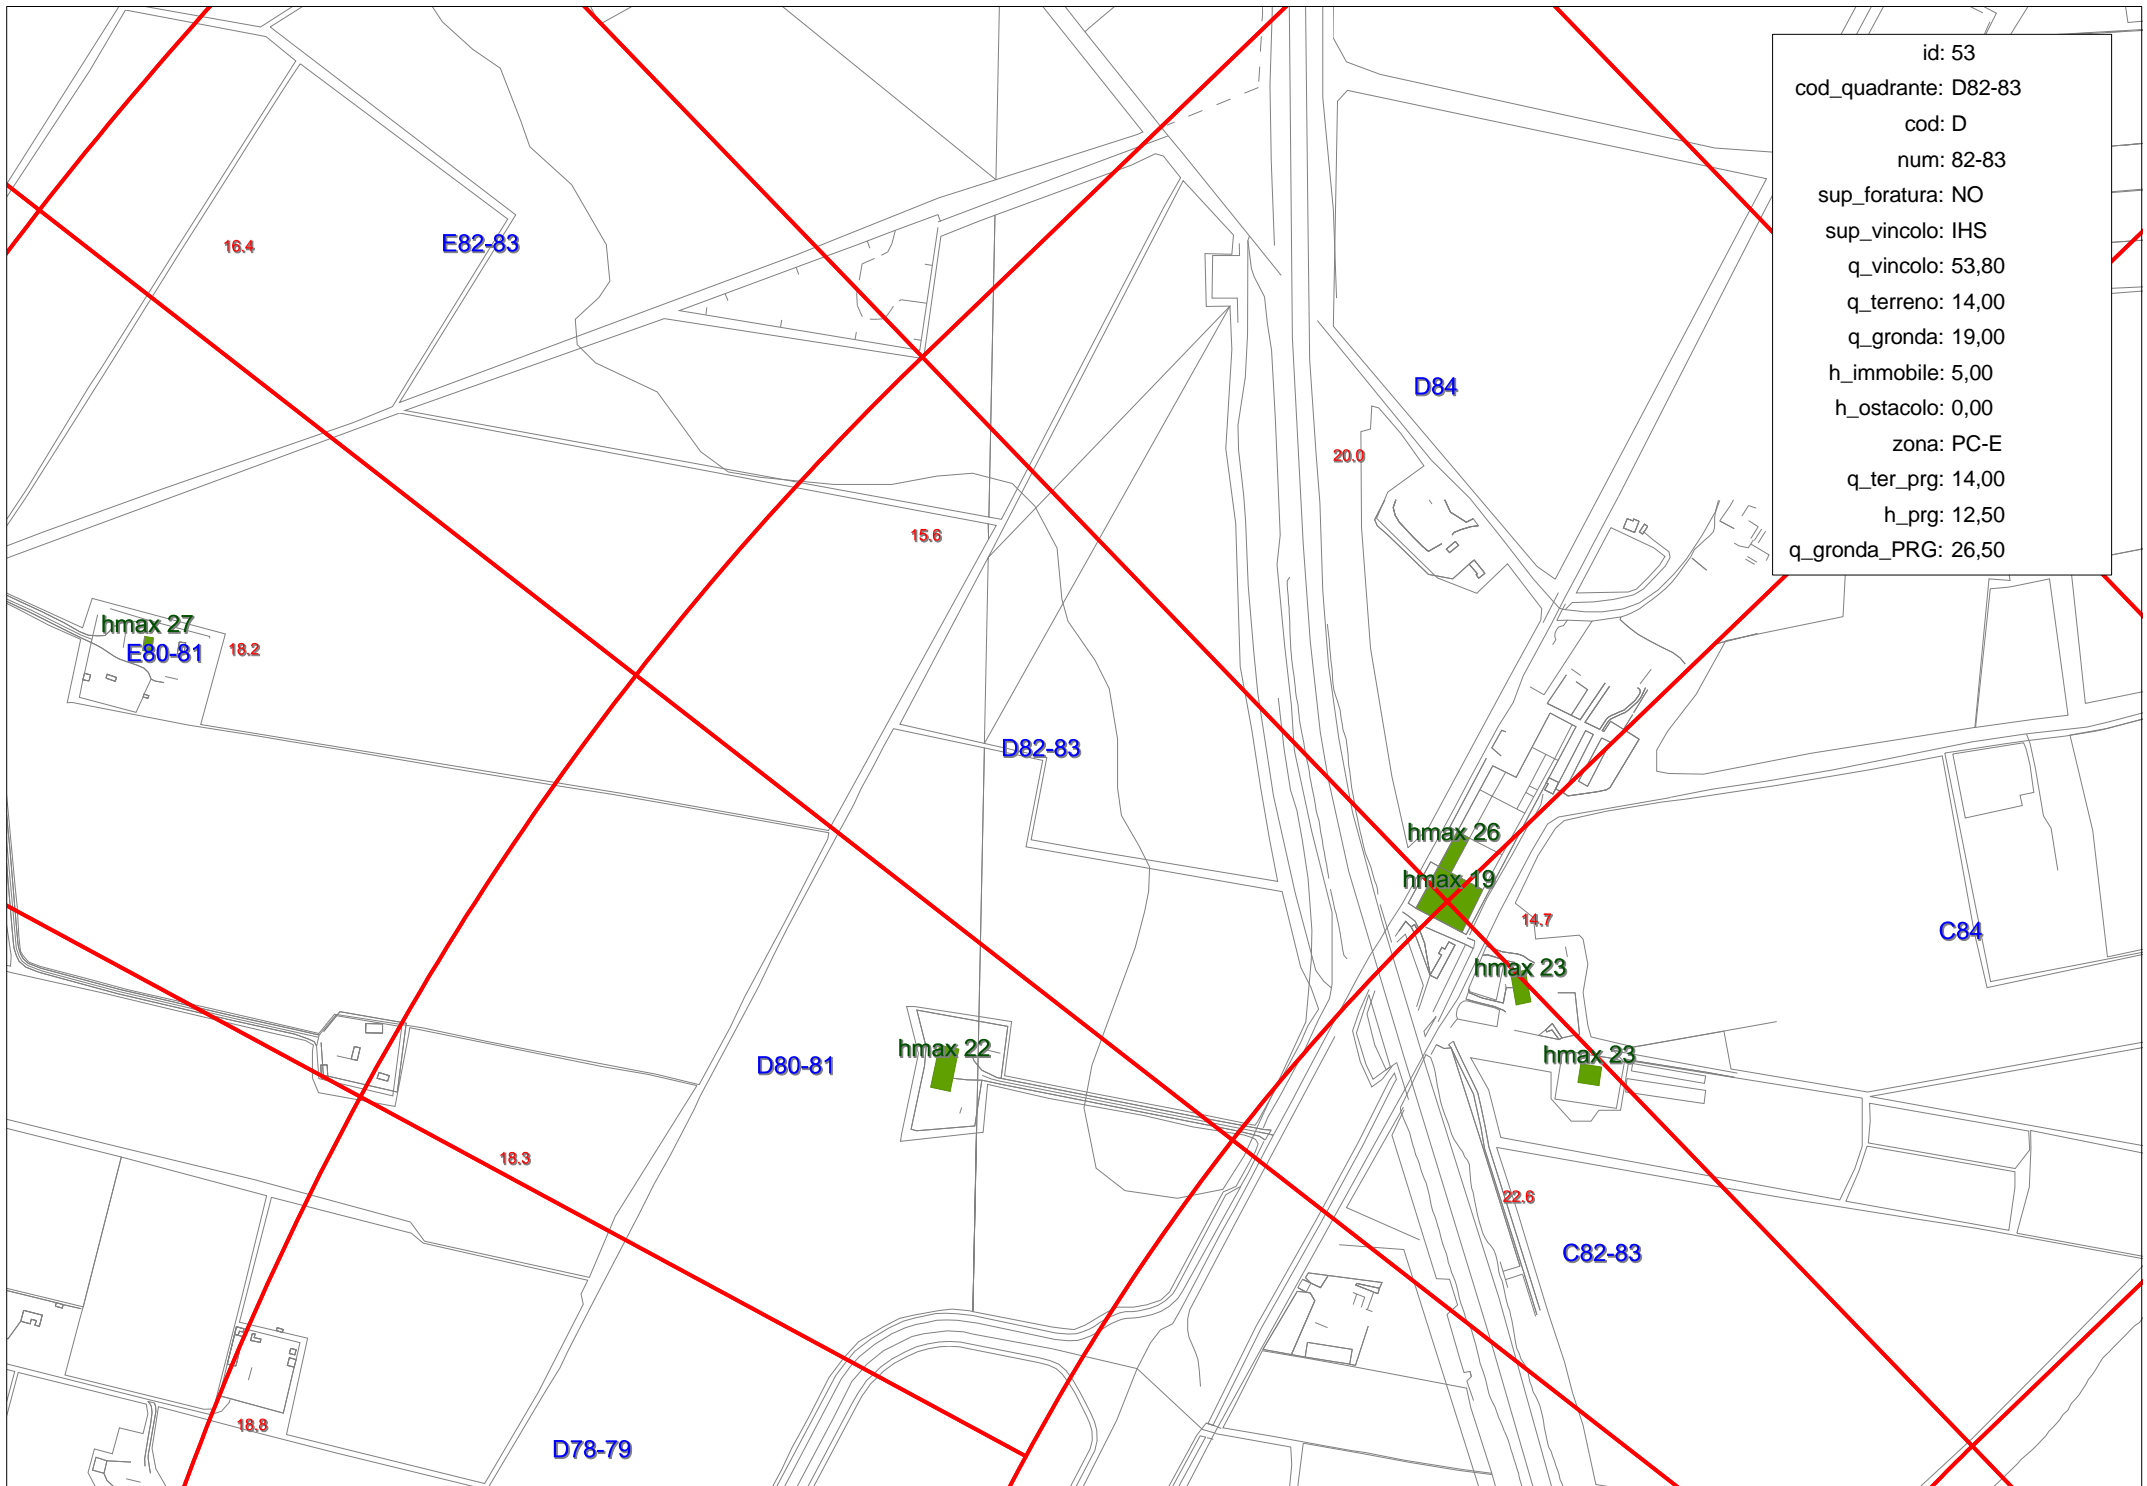 id: 53
cod_quadrante: D82-83
cod: D
num: 82-83
sup_foratura: NO
sup_vincolo: IHS
q_vincolo: 53,80
q_terreno: 14,00
q_gronda: 19,00
h_immobile: 5,00
h_ostacolo: 0,00
zona: PC-E
q_ter_prg: 14,00
h_prg: 12,50
q_gronda_PRG: 26,50
16.4
E82-83
D84
20.0
15.6
hmax 27
E80-81
18.2
D82-83
hmax 26
hmax 19
14.7
C84
hmax 23
hmax 22
D80-81
hmax 23
18.3
22.6
C82-83
18.8
D78-79